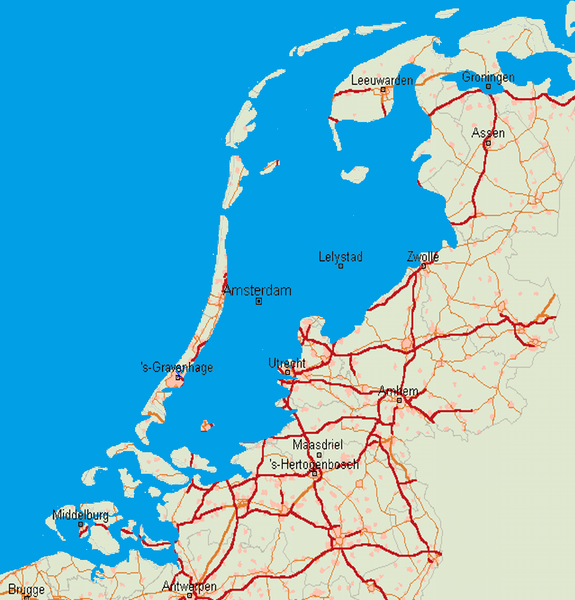 Leeuwarden
Groningen
Assen
Lelystad
Zwolle
Amsterdam
Utrecht
's-Gravenhage
Arnhem
Maasdriel
's-Hertogenbosch
Middelburg
Antwerpen
Brugge